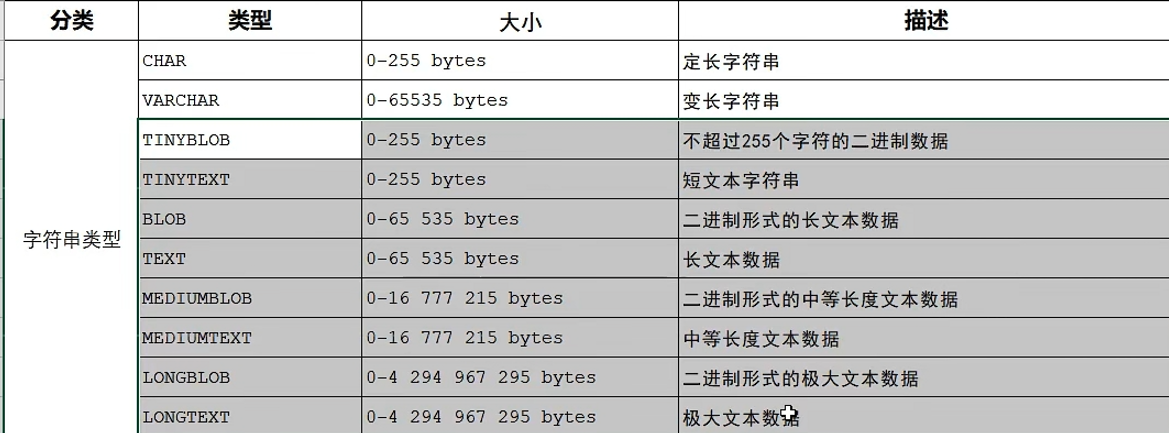 分类 类型 大小 描述
CHAR 0-255 bytes 定长字符串
VARCHAR 0-65535 bytes 变长字符串
TINYBLOB 0-255 bytes 不超过255个字符的二进制数据
TINYTEXT 0-255 bytes 短文本字符串
BLOB 0-65 535 bytes 二进制形式的长文本数据
字符串类型
TEXT 0-65 535 bytes 长文本数据
MEDIUMBLOB 0-16 777 215 bytes 二进制形式的中等长度文本数据
MEDIUMTEXT 0-16 777 215 bytes 中等长度文本数据
LONGBLOB 0-4 294 967 295 bytes 二进制形式的极大文本数据
LONGTEXT 0-4 294 967 295 bytes 极大文本数据